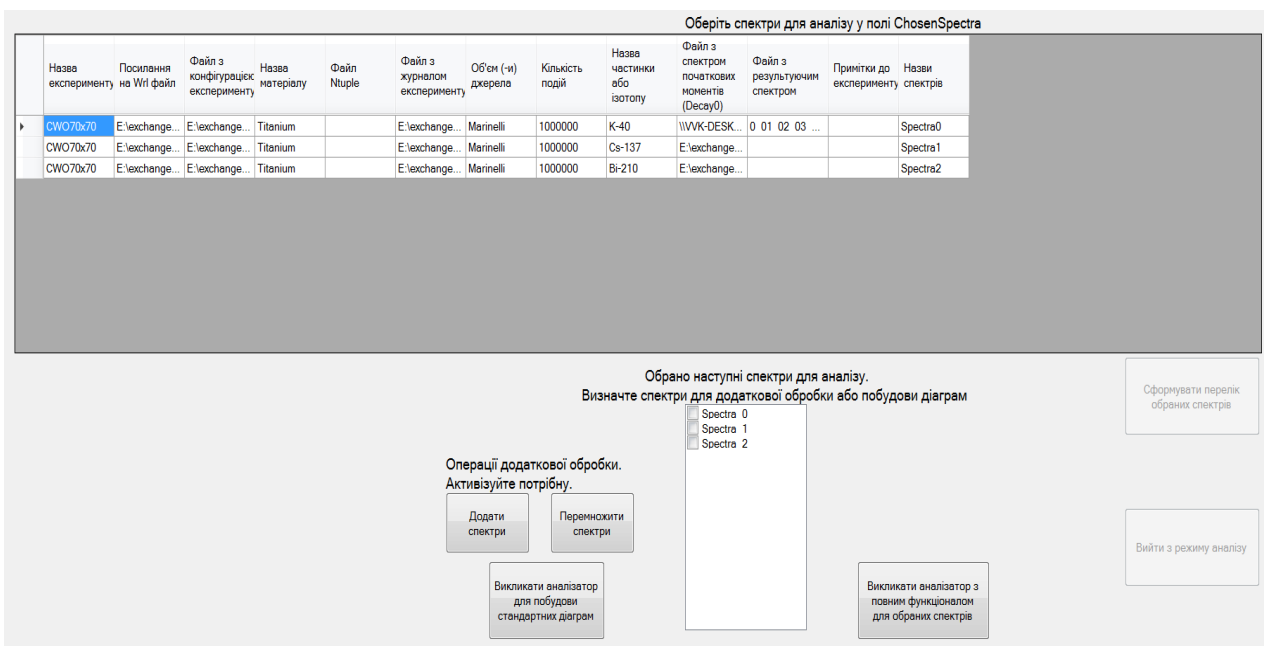 Оберіть спектри для аналізу у полі ChosenSpectra
Назва експерименту Посилання на Wrl файл Файл з конфігурацією експерименту Назва матеріалу Файл Ntuple Файл з журналом експерименту Об'єм (-и) джерела Кількість подій Назва частинки або ізотопу Файл з спектром початкових моментів (Decay0) Файл з результуючим спектром Примітки до експерименту Назви спектрів
CWO70x70 E:\exchange... E:\exchange... Titanium E:\exchange... Marinelli 1000000 K-40 \\VVK-DESK... 0 01 02 03 ... Spectra0
CWO70x70 E:\exchange... E:\exchange... Titanium E:\exchange... Marinelli 1000000 Cs-137 E:\exchange... Spectra1
CWO70x70 E:\exchange... E:\exchange... Titanium E:\exchange... Marinelli 1000000 Bi-210 E:\exchange... Spectra2
Обрано наступні спектри для аналізу.
Визначте спектри для додаткової обробки або побудови діаграм
Сформувати перелік
обраних спектрів
Spectra 0
Spectra 1
Spectra 2
Операції додаткової обробки.
Активізуйте потрібну.
Додати
спектри
Перемножити
спектри
Вийти з режиму аналізу
Викликати аналізатор
для побудови
стандартних діаграм
Викликати аналізатор з
повним функціоналом
для обраних спектрів